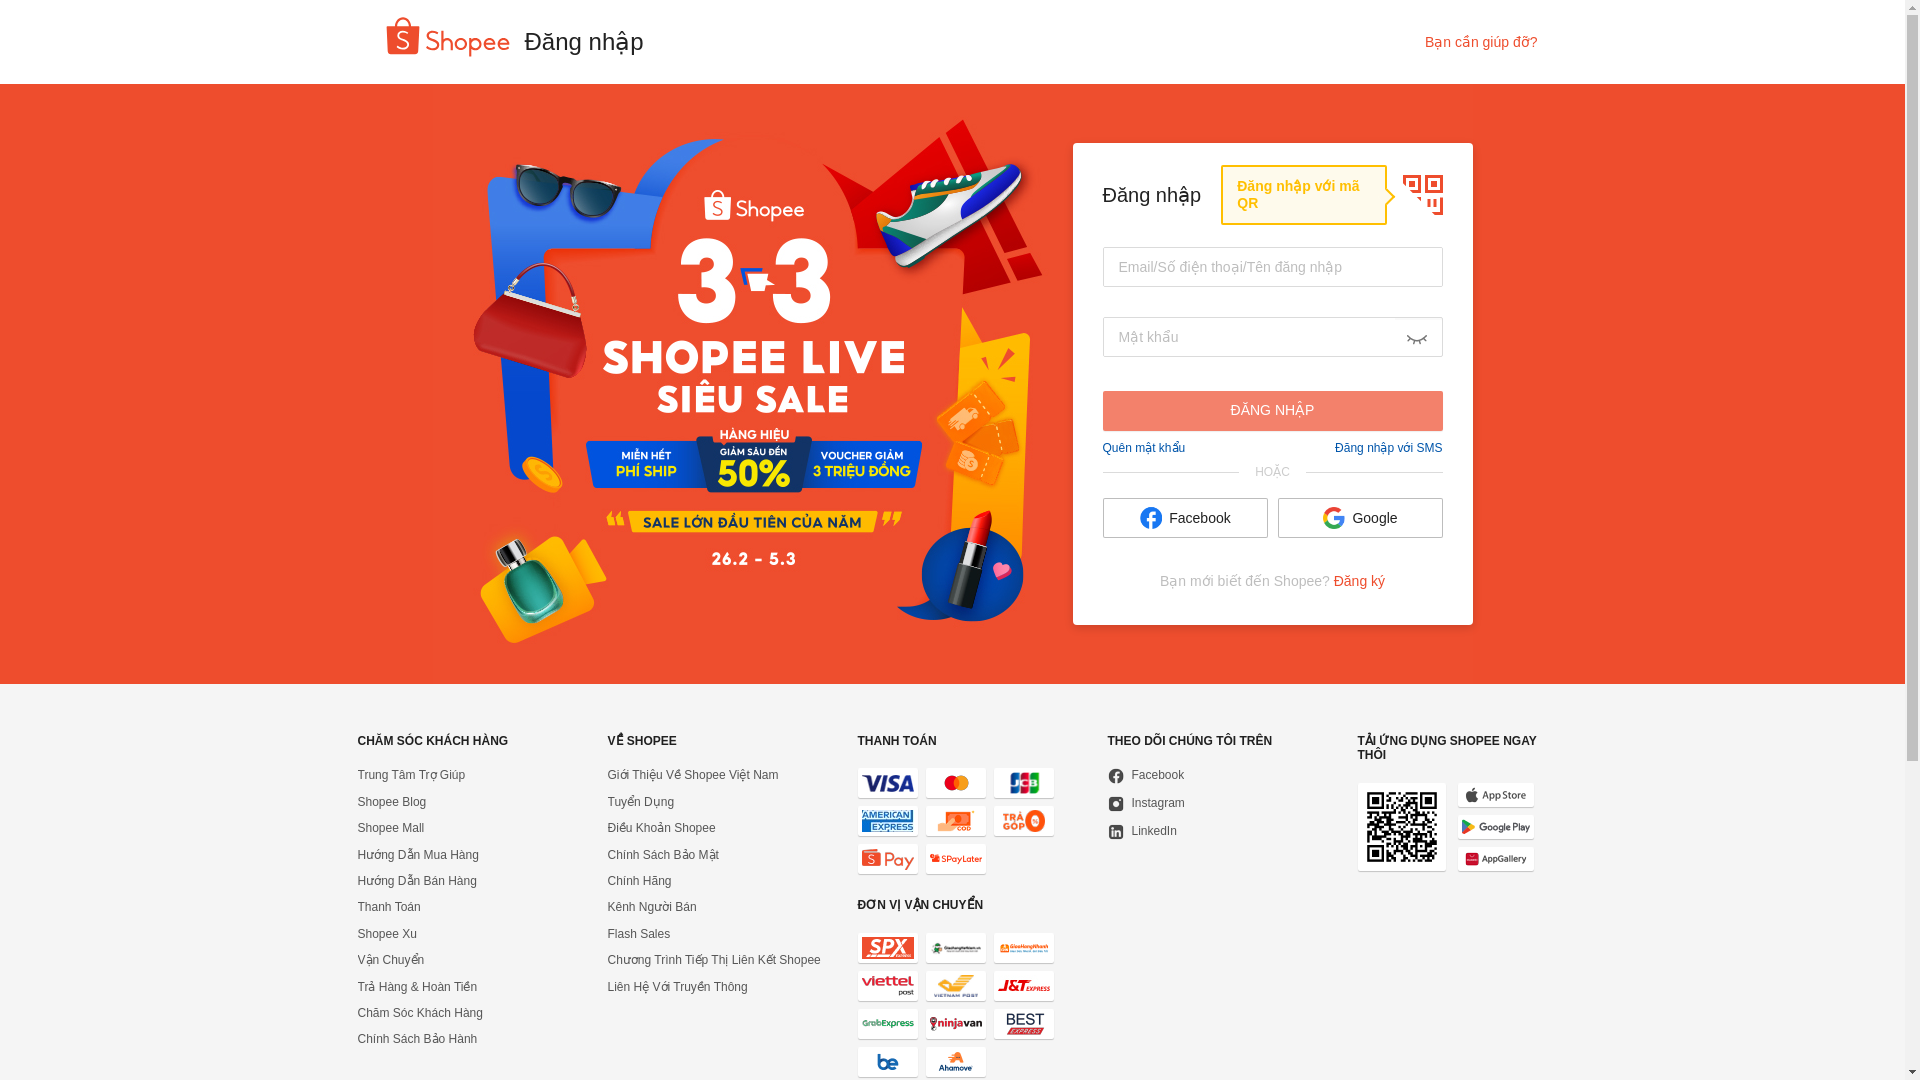 Shopee Đăng nhập
Bạn cần giúp đỡ?
Shopee
3-3
SHOPEE LIVE
SIÊU SALE
HÀNG HIỆU
MIỄN HẾT
PHÍ SHIP
GIẢM SÂU ĐẾN
50%
VOUCHER GIẢM
3 TRIỆU ĐỒNG
SALE LỚN ĐẦU TIÊN CỦA NĂM
26.2 - 5.3
Đăng nhập
Đăng nhập với mã
QR
Email/Số điện thoại/Tên đăng nhập
Mật khẩu
ĐĂNG NHẬP
Quên mật khẩu
Đăng nhập với SMS
HOẶC
Facebook
Google
Bạn mới biết đến Shopee? Đăng ký
CHĂM SÓC KHÁCH HÀNG
Trung Tâm Trợ Giúp
Shopee Blog
Shopee Mall
Hướng Dẫn Mua Hàng
Hướng Dẫn Bán Hàng
Thanh Toán
Shopee Xu
Vận Chuyển
Trả Hàng & Hoàn Tiền
Chăm Sóc Khách Hàng
Chính Sách Bảo Hành
VỀ SHOPEE
Giới Thiệu Về Shopee Việt Nam
Tuyển Dụng
Điều Khoản Shopee
Chính Sách Bảo Mật
Chính Hãng
Kênh Người Bán
Flash Sales
Chương Trình Tiếp Thị Liên Kết Shopee
Liên Hệ Với Truyền Thông
THANH TOÁN
VISA
JCB
AMERICAN
EXPRESS
COD
TRẢ
GÓP
Pay
SPayLater
ĐƠN VỊ VẬN CHUYỂN
SPX
EXPRESS
GiaoHangNhanh
viettel
post
VIETNAM POST
J&T EXPRESS
GrabExpress
ninjavan
BEST
EXPRESS
be
Ahamove
THEO DÕI CHÚNG TÔI TRÊN
Facebook
Instagram
LinkedIn
TẢI ỨNG DỤNG SHOPEE NGAY
THÔI
App Store
Google Play
AppGallery